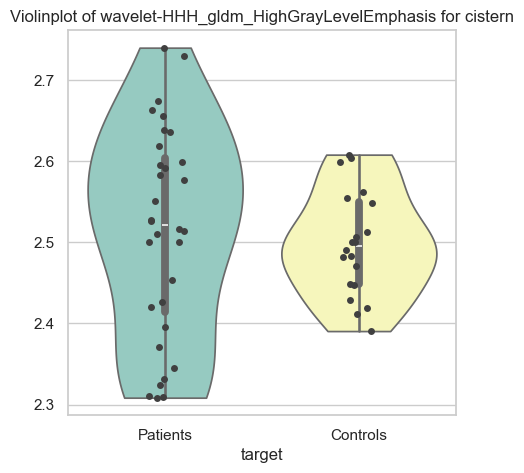 Violinplot of wavelet-HHH_gldm_HighGrayLevelEmphasis for cistern
2.7
2.6
2.5
2.4
2.3
Patients Controls
target